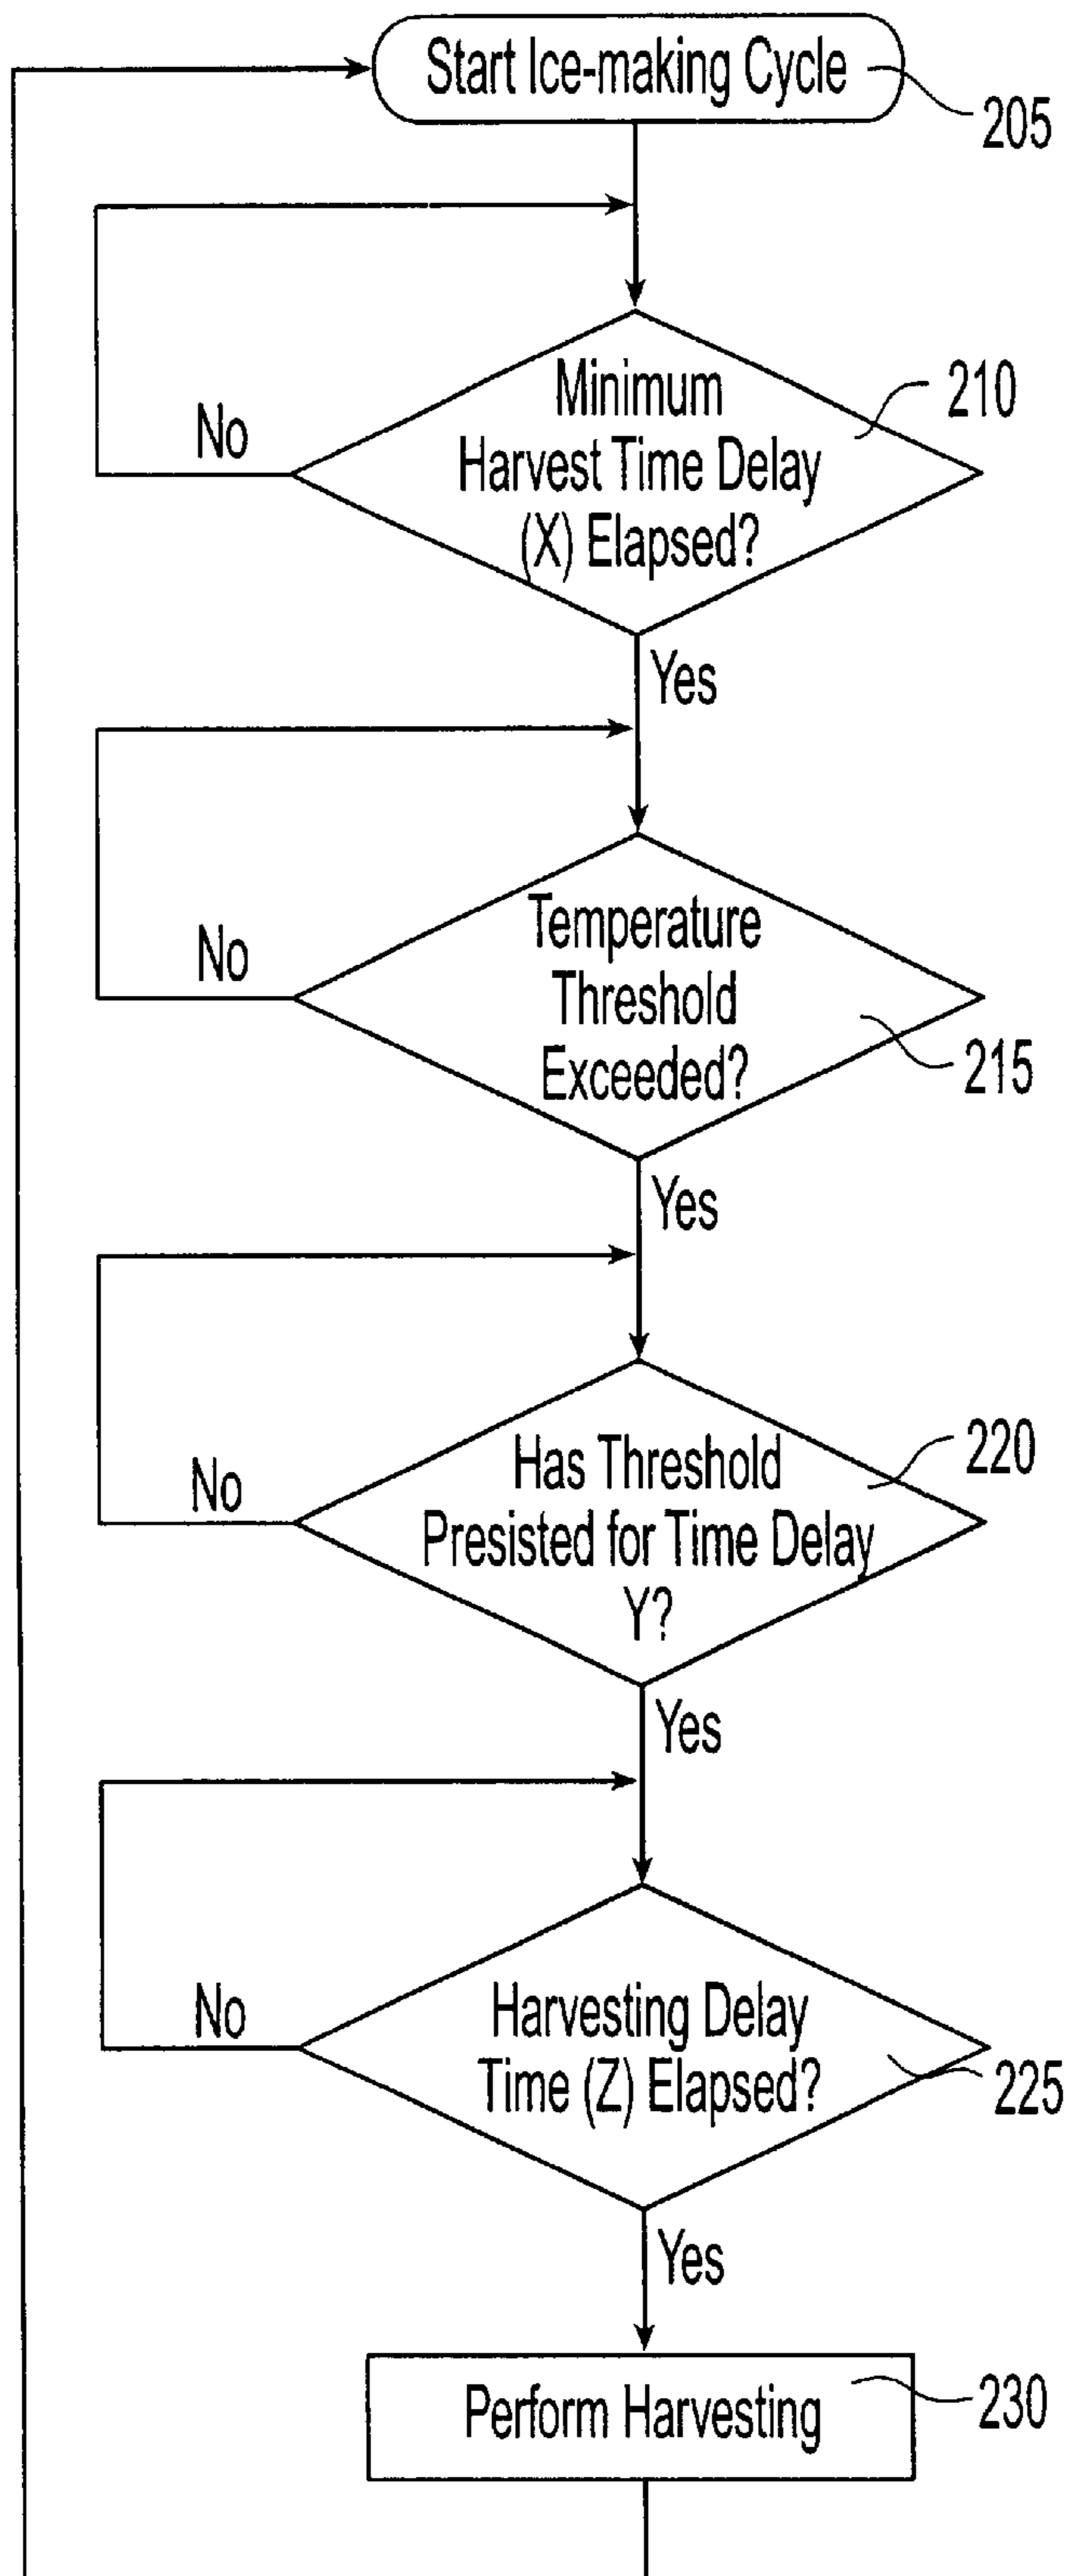 Start Ice-making Cycle
205
Minimum
Harvest Time Delay
(X) Elapsed?
210
No
Yes
Temperature
Threshold
Exceeded?
215
No
Yes
Has Threshold
Presisted for Time Delay
Y?
220
No
Yes
Harvesting Delay
Time (Z) Elapsed?
225
No
Yes
Perform Harvesting
230